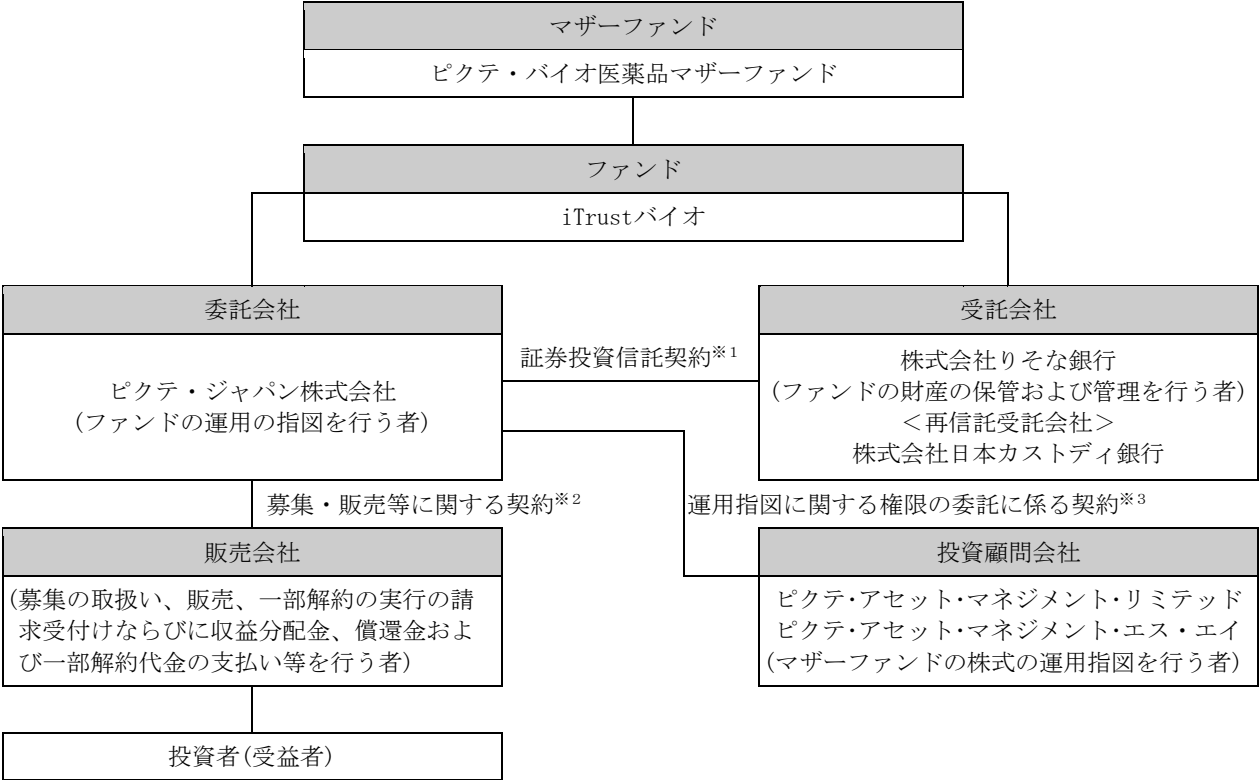 マザーファンド
ピクテ・バイオ医薬品マザーファンド
ファンド
iTrustバイオ
委託会社
ピクテ・ジャパン株式会社
(ファンドの運用の指図を行う者)
証券投資信託契約※1
受託会社
株式会社りそな銀行
(ファンドの財産の保管および管理を行う者)
＜再信託受託会社＞
株式会社日本カストディ銀行
募集・販売等に関する契約※2
運用指図に関する権限の委託に係る契約※3
販売会社
(募集の取扱い、販売、一部解約の実行の請
求受付けならびに収益分配金、償還金およ
び一部解約代金の支払い等を行う者)
投資顧問会社
ピクテ・アセット・マネジメント・リミテッド
ピクテ・アセット・マネジメント・エス・エイ
(マザーファンドの株式の運用指図を行う者)
投資者(受益者)